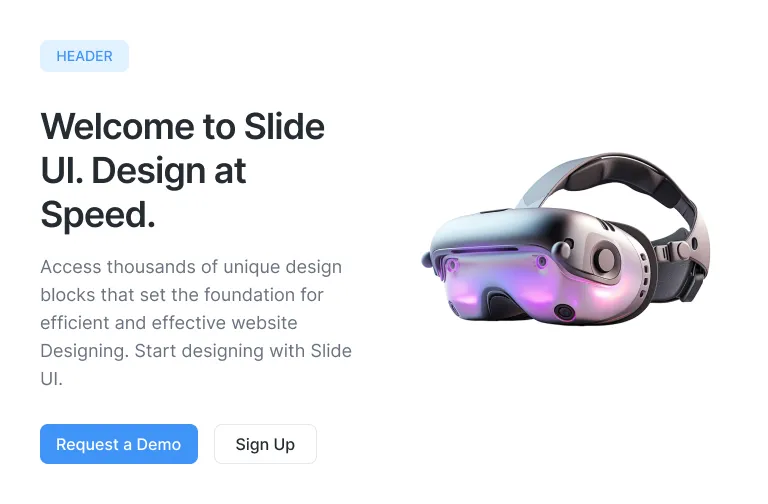 HEADER
Welcome to Slide
UI. Design at
Speed.
Access thousands of unique design
blocks that set the foundation for
efficient and effective website
Designing. Start designing with Slide
UI.
Request a Demo
Sign Up